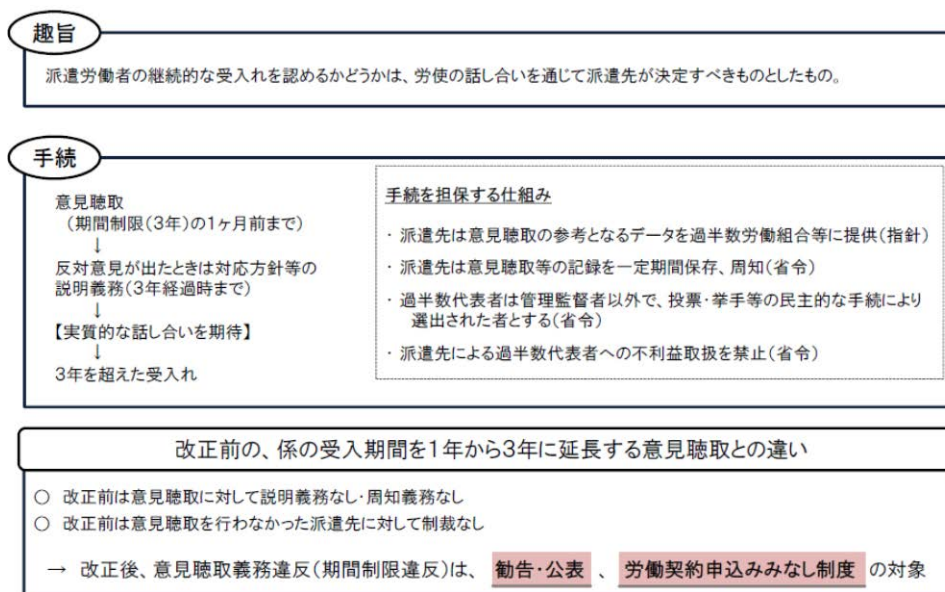 趣旨
派遣労働者の継続的な受入れを認めるかどうかは、労使の話し合いを通じて派遣先が決定すべきものとしたもの。
手続
意見聴取
（期間制限（3年）の1ヶ月前まで）
↓
反対意見が出たときは対応方針等の
説明義務（3年経過時まで）
↓
【実質的な話し合いを期待】
↓
3年を超えた受入れ
手続を担保する仕組み
・ 派遣先は意見聴取の参考となるデータを過半数労働組合等に提供（指針）
・ 派遣先は意見聴取等の記録を一定期間保存、周知（省令）
・ 過半数代表者は管理監督者以外で、投票・挙手等の民主的な手続により
選出された者とする（省令）
・ 派遣先による過半数代表者への不利益取扱を禁止（省令）
改正前の、係の受入期間を1年から3年に延長する意見聴取との違い
○ 改正前は意見聴取に対して説明義務なし・周知義務なし
○ 改正前は意見聴取を行わなかった派遣先に対して制裁なし
→ 改正後、意見聴取義務違反（期間制限違反）は、 勧告・公表 、 労働契約申込みみなし制度 の対象